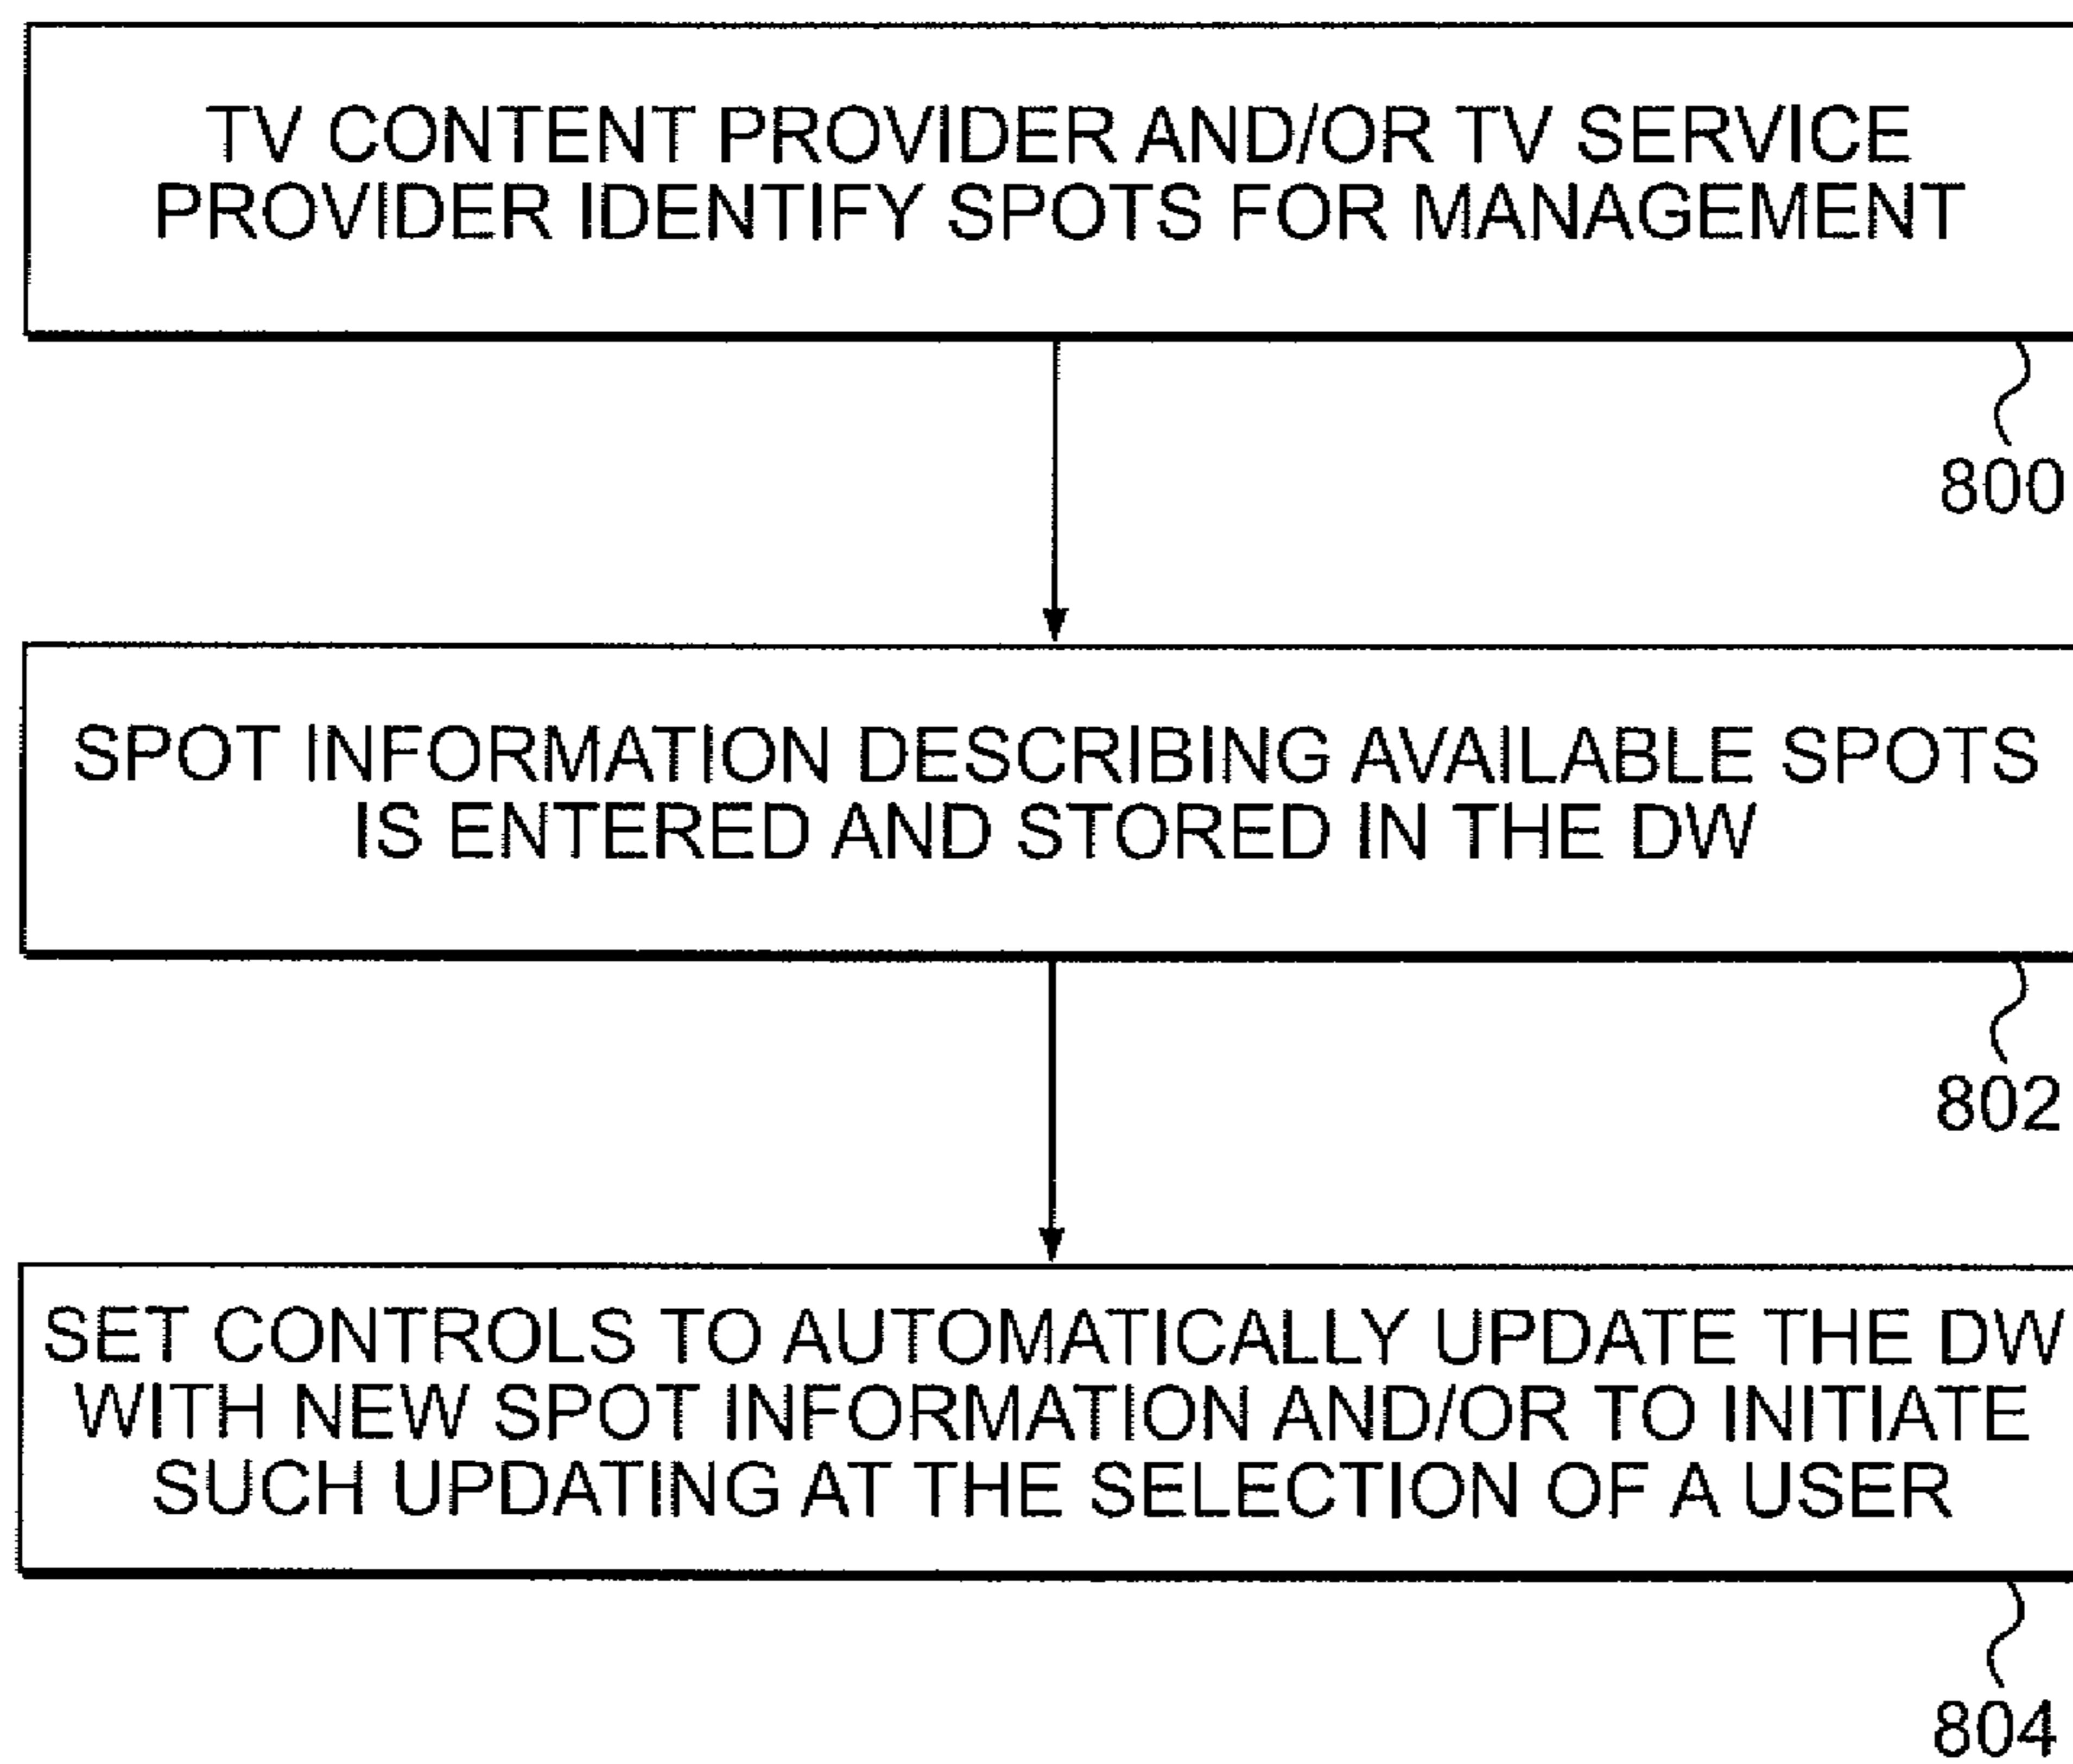 TV CONTENT PROVIDER AND/OR TV SERVICE
PROVIDER IDENTIFY SPOTS FOR MANAGEMENT
800
SPOT INFORMATION DESCRIBING AVAILABLE SPOTS
IS ENTERED AND STORED IN THE DW
802
SET CONTROLS TO AUTOMATICALLY UPDATE THE DW
WITH NEW SPOT INFORMATION AND/OR TO INITIATE
SUCH UPDATING AT THE SELECTION OF A USER
804